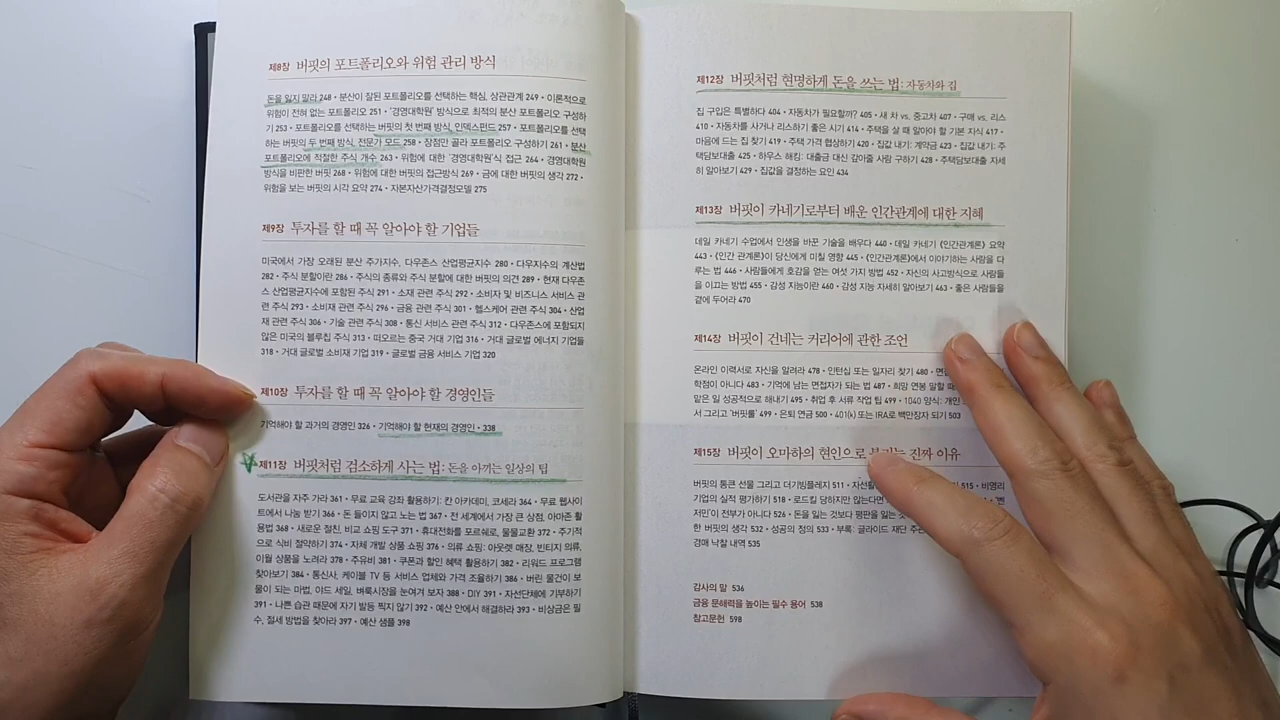 제8장 버핏의 포트폴리오와 위험 관리 방식
돈을 잃지 말라 248 • 분산이 잘된 포트폴리오를 선택하는 핵심, 상관관계 249 • 이론적으로
위험이 전혀 없는 포트폴리오 251 • '경영대학원' 방식으로 최적의 분산 포트폴리오 구성하
기 253 • 포트폴리오를 선택하는 버핏의 첫 번째 방식, 인덱스펀드 257 • 포트폴리오를 선택
하는 버핏의 두 번째 방식, 전문가 모드 258 • 장점만 골라 포트폴리오 구성하기 261 • 분산
포트폴리오에 적절한 주식 개수 263 • 위험에 대한 '경영대학원'식 접근 264 • 경영대학원
방식을 비판한 버핏 268 • 위험에 대한 버핏의 접근방식 269 • 금에 대한 버핏의 생각 272 •
위험을 보는 버핏의 시각 요약 274 • 자본자산가격결정모델 275
제9장 투자를 할 때 꼭 알아야 할 기업들
미국에서 가장 오래된 분산 주가지수, 다우존스 산업평균지수 280 • 다우지수의 계산법
282 • 주식 분할이란 286 • 주식의 종류와 주식 분할에 대한 버핏의 의견 289 • 현재 다우존
스 산업평균지수에 포함된 주식 291 • 소재 관련 주식 292 • 소비자 및 비즈니스 서비스 관
련 주식 293 • 소비재 관련 주식 296 • 금융 관련 주식 301 • 헬스케어 관련 주식 304 • 산업
재 관련 주식 306 • 기술 관련 주식 308 • 통신 서비스 관련 주식 312 • 다우존스에 포함되지
않은 미국의 블루칩 주식 313 • 떠오르는 중국 거대 기업 316 • 거대 글로벌 에너지 기업들
318 • 거대 글로벌 소비재 기업 319 • 글로벌 금융 서비스 기업 320
제10장 투자를 할 때 꼭 알아야 할 경영인들
기억해야 할 과거의 경영인 326 • 기억해야 할 현재의 경영인 • 338
제11장 버핏처럼 검소하게 사는 법: 돈을 아끼는 일상의 팁
도서관을 자주 가라 361 • 무료 교육 강좌 활용하기: 칸 아카데미, 코세라 364 • 무료 웹사이
트에서 나눔 받기 366 • 돈 들이지 않고 노는 법 367 • 전 세계에서 가장 큰 상점, 아마존 활
용법 368 • 새로운 절친, 비교 쇼핑 도구 371 • 휴대전화를 포르쉐로, 물물교환 372 • 주기적
으로 식비 절약하기 374 • 자체 개발 상품 쇼핑 376 • 의류 쇼핑: 아웃렛 매장, 빈티지 의류,
이월 상품을 노려라 378 • 주유비 381 • 쿠폰과 할인 혜택 활용하기 382 • 리워드 프로그램
찾아보기 384 • 통신사, 케이블 TV 등 서비스 업체와 가격 조율하기 386 • 버린 물건이 보
물이 되는 마법, 야드 세일, 벼룩시장을 눈여겨 보자 388 • DIY 391 • 자선단체에 기부하기
391 • 나쁜 습관 때문에 자기 발등 찍지 않기 392 • 예산 안에서 해결하라 393 • 비상금은 필
수, 절세 방법을 찾아라 397 • 예산 샘플 398
제12장 버핏처럼 현명하게 돈을 쓰는 법: 자동차와 집
집 구입은 특별하다 404 • 자동차가 필요할까? 405 • 새 차 vs. 중고차 407 • 구매 vs. 리스
410 • 자동차를 사거나 리스하기 좋은 시기 414 • 주택을 살 때 알아야 할 기본 지식 417 •
마음에 드는 집 찾기 419 • 주택 가격 협상하기 420 • 집값 내기: 계약금 423 • 집값 내기: 주
택담보대출 425 • 하우스 해킹: 대출금 대신 갚아줄 사람 구하기 428 • 주택담보대출 자세
히 알아보기 429 • 집값을 결정하는 요인 434
제13장 버핏이 카네기로부터 배운 인간관계에 대한 지혜
데일 카네기 수업에서 인생을 바꾼 기술을 배우다 440 • 데일 카네기 《인간관계론》 요약
443 • 《인간 관계론》이 당신에게 미칠 영향 445 • 《인간관계론》에서 이야기하는 사람을 다
루는 법 446 • 사람들에게 호감을 얻는 여섯 가지 방법 452 • 자신의 사고방식으로 사람들
을 이끄는 방법 455 • 감성 지능이란 460 • 감성 지능 자세히 알아보기 463 • 좋은 사람들을
곁에 두어라 470
제14장 버핏이 건네는 커리어에 관한 조언
온라인 이력서로 자신을 알려라 478 • 인턴십 또는 일자리 찾기 480 •
학점이 아니다 483 • 기억에 남는 면접자가 되는 법 487 • 희망 연봉 말할 때
맡은 일 성공적으로 해내기 495 • 취업 후 서류 작업 팁 499 • 1040 양식: 개인
서 그리고 '버핏룰' 499 • 은퇴 연금 500 • 401(k) 또는 IRA로 백만장자 되기 503
제15장 버핏이 오마하의 현인으로 진짜 이유
버핏의 통큰 선물 그리고 더기빙플레지 511 • 515 • 비영리
기업의 실적 평가하기 518 • 로드킬 당하지만 않는다면
저인'이 전부가 아니다 526 • 돈을 잃는 것보다 평판을 잃는
한 버핏의 생각 532 • 성공의 정의 533 • 부록: 글라이드 재단
경매 낙찰 내역 535
감사의 말 536
금융 문해력을 높이는 필수 용어 538
참고문헌 598